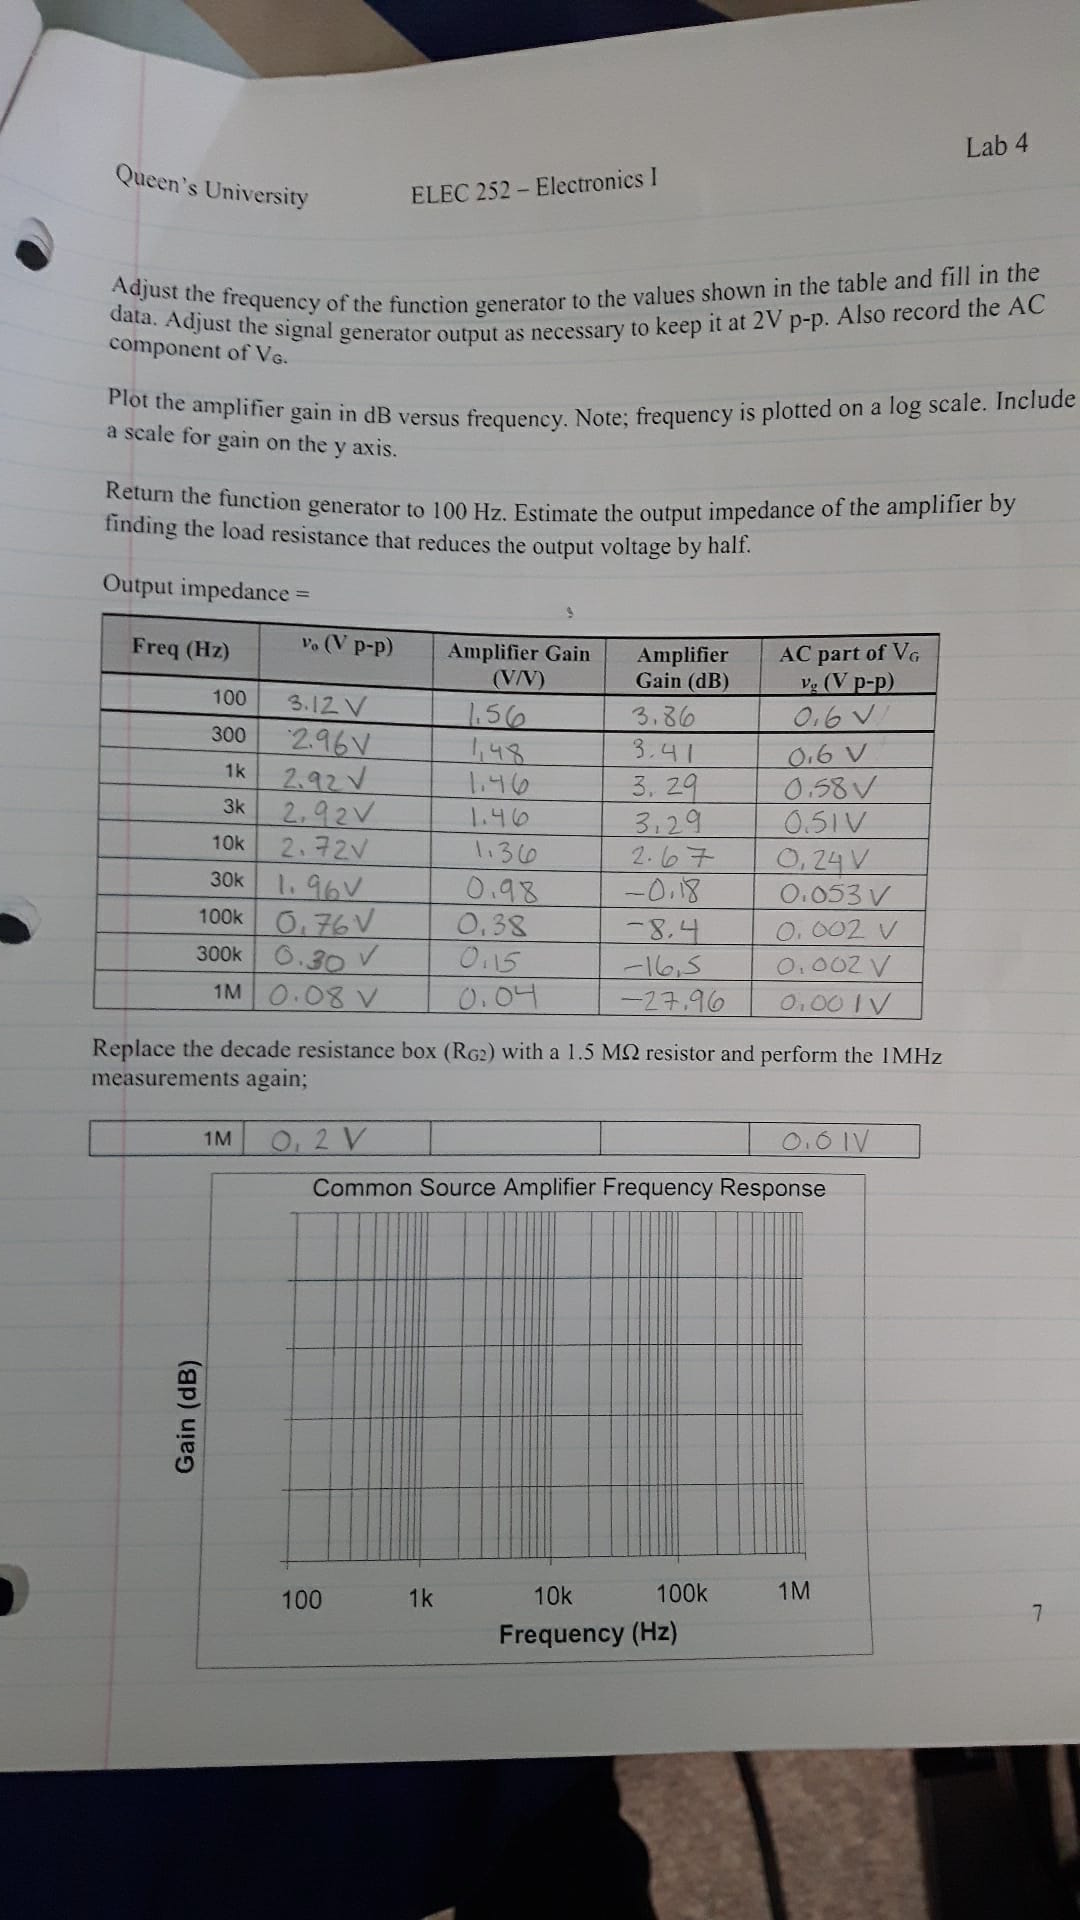 Lab 4
Queen's University ELEC 252 – Electronics I
Adjust the frequency of the function generator to the values shown in the table and fill in the
data. Adjust the signal generator output as necessary to keep it at 2V p-p. Also record the AC
component of VG.
Plot the amplifier gain in dB versus frequency. Note; frequency is plotted on a log scale. Include
a scale for gain on the y axis.
Return the function generator to 100 Hz. Estimate the output impedance of the amplifier by
finding the load resistance that reduces the output voltage by half.
Output impedance =
Freq (Hz) vo (V p-p) Amplifier Gain (V/V) Amplifier Gain (dB) AC part of VG vg (V p-p)
100 3.12 V 1.56 3.86 0.6 V
300 2.96V 1.48 3.41 0.6 V
1k 2.92 V 1.46 3.29 0.58 V
3k 2.92V 1.46 3.29 0.51V
10k 2.72V 1.36 2.67 0.24 V
30k 1.96V 0.98 -0.18 0.053 V
100k 0.76 V 0.38 -8.4 0.002 V
300k 0.30 V 0.15 -16.5 0.002 V
1M 0.08 V 0.04 -27.96 0.001V
Replace the decade resistance box (RG2) with a 1.5 MΩ resistor and perform the 1MHz
measurements again;
1M 0.2 V 0.61V
Common Source Amplifier Frequency Response
Gain (dB)
100 1k 10k 100k 1M
Frequency (Hz)
7